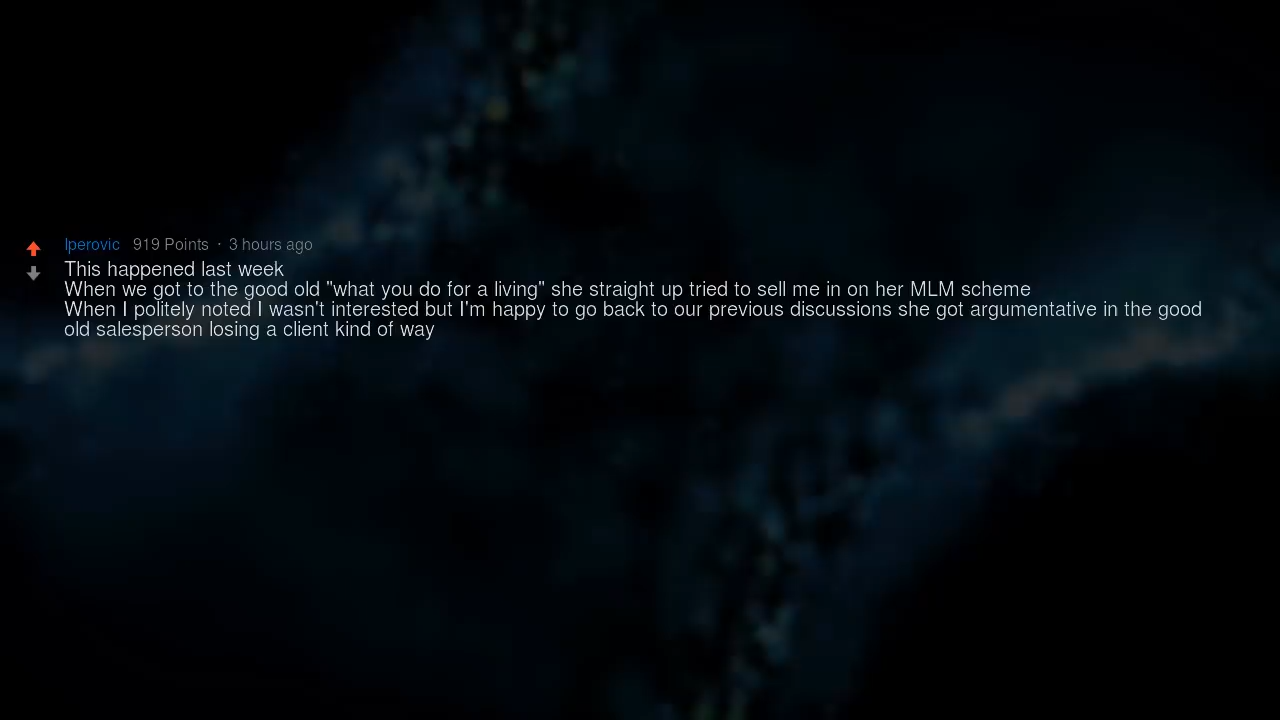 lperovic 919 Points · 3 hours ago
This happened last week
When we got to the good old "what you do for a living" she straight up tried to sell me in on her MLM scheme
When I politely noted I wasn't interested but I'm happy to go back to our previous discussions she got argumentative in the good
old salesperson losing a client kind of way